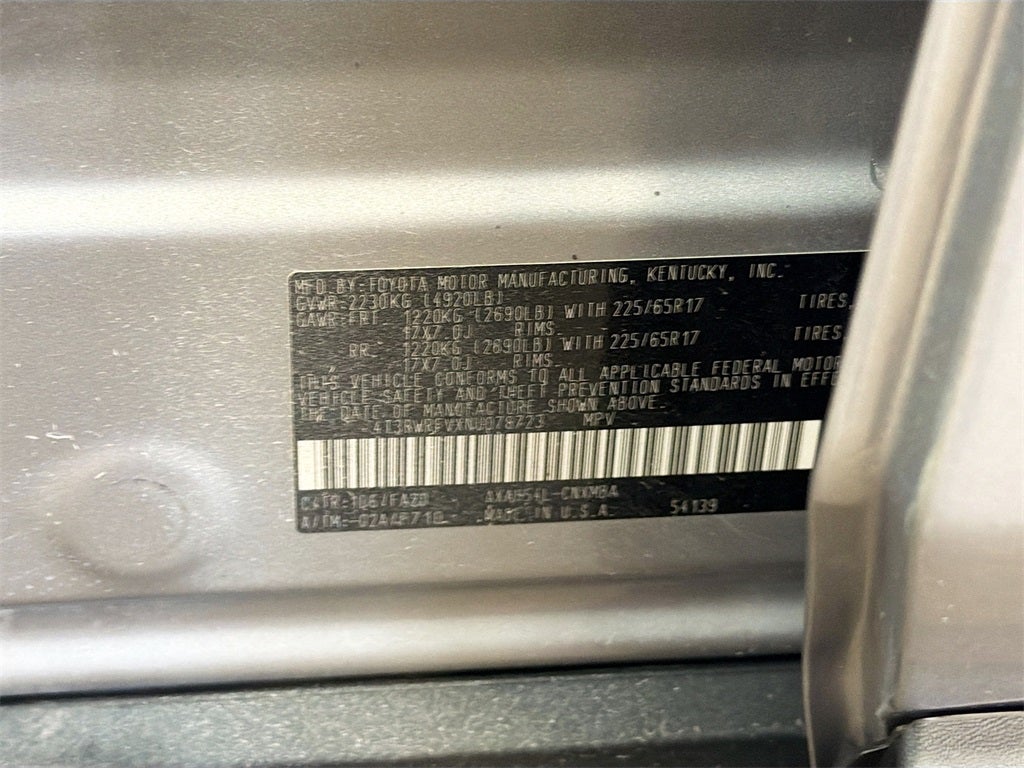 MFD.BY-TOYOTA MOTOR MANUFACTURING, KENTUCKY, INC.
GVWR-2230KG (4920LB)
GAWR-FRT 1220KG (2690LB) WITH 225/65R17 TIRES,
17X7.0J RIMS
RR 1220KG (2690LB) WITH 225/65R17 TIRES
17X7.0J RIMS
THIS VEHICLE CONFORMS TO ALL APPLICABLE FEDERAL MOTOR
VEHICLE SAFETY AND THEFT PREVENTION STANDARDS IN EFFE
THE DATE OF MANUFACTURE SHOWN ABOVE.
MPV
AXAH54L-CNXMBA
A/TM- MADE IN U.S.A. 54139